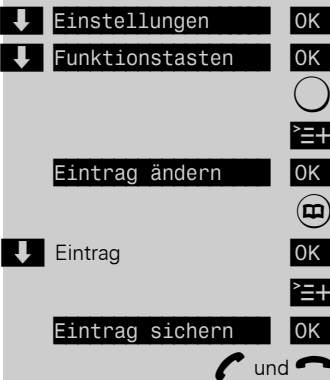 Einstellungen OK
Funktionstasten OK
Eintrag ändern OK
Eintrag OK
Eintrag sichern OK
und